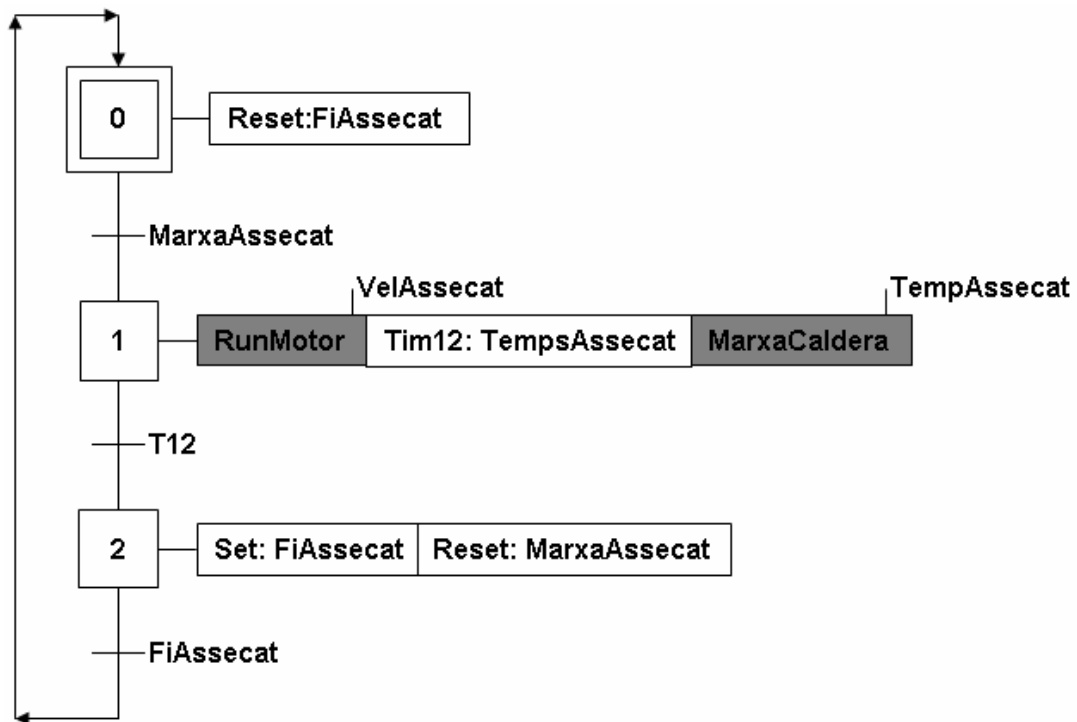 0
Reset:FiAssecat
MarxaAssecat
VelAssecat
TempAssecat
1
RunMotor
Tim12: TempsAssecat
MarxaCaldera
T12
2
Set: FiAssecat
Reset: MarxaAssecat
FiAssecat